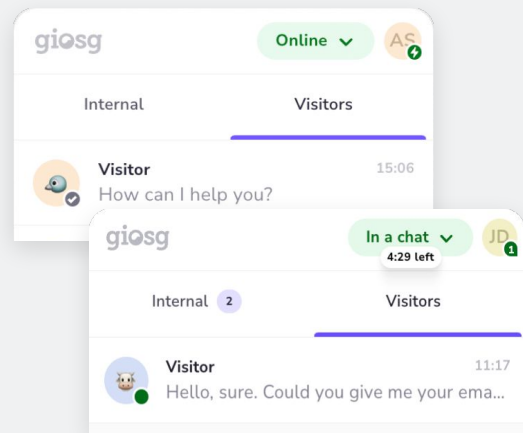 giosg
Online
AS
Internal
Visitors
Visitor
15:06
How can I help you?
giosg
In a chat
JD
1
4:29 left
Internal 2
Visitors
Visitor
11:17
Hello, sure. Could you give me your ema...